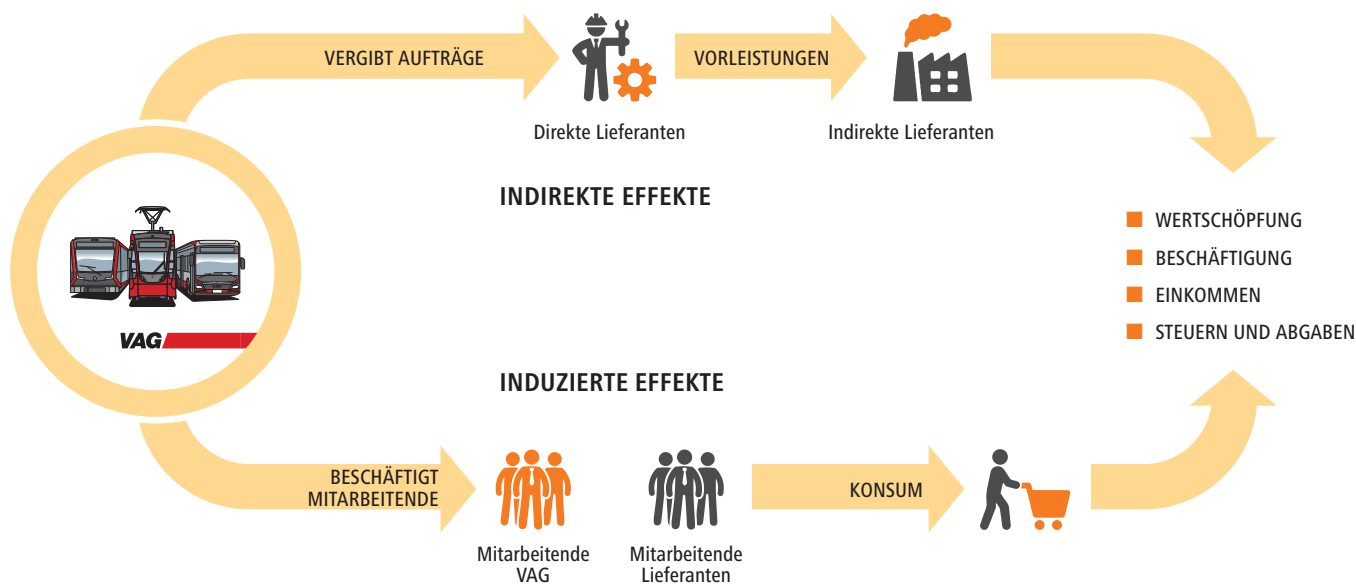 VERGIBT AUFTRÄGE
VORLEISTUNGEN
Direkte Lieferanten
Indirekte Lieferanten
INDIREKTE EFFEKTE
WERTSCHÖPFUNG
BESCHÄFTIGUNG
EINKOMMEN
STEUERN UND ABGABEN
VAG
INDUZIERTE EFFEKTE
BESCHÄFTIGT
MITARBEITENDE
KONSUM
Mitarbeitende
VAG
Mitarbeitende
Lieferanten